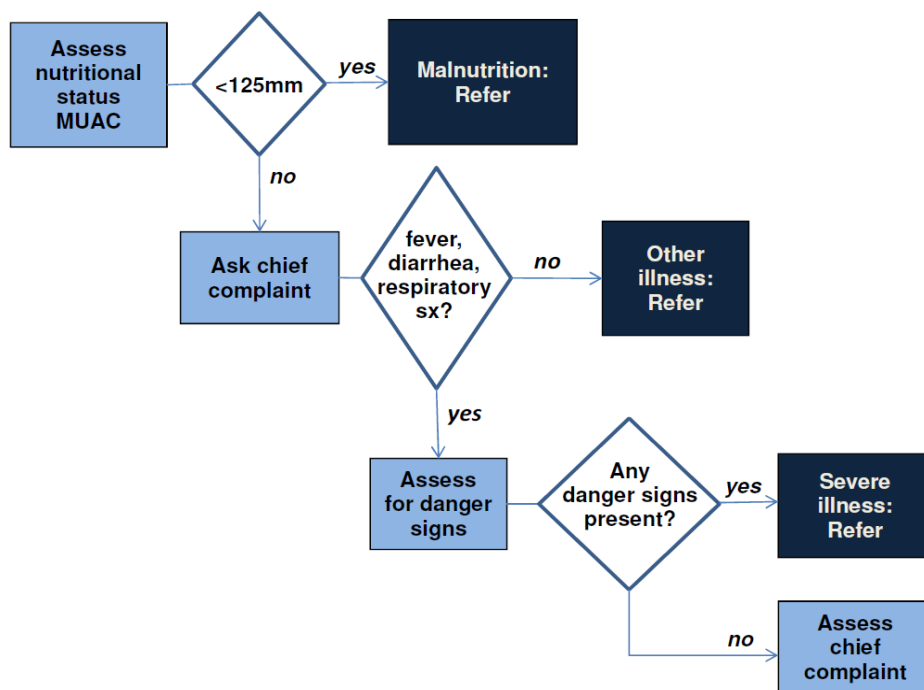 Assess
nutritional
status
MUAC
<125mm
yes
Malnutrition:
Refer
no
Ask chief
complaint
fever,
diarrhea,
respiratory
sx?
no
Other
illness:
Refer
yes
Assess
for danger
signs
Any
danger signs
present?
yes
Severe
illness:
Refer
no
Assess
chief
complaint